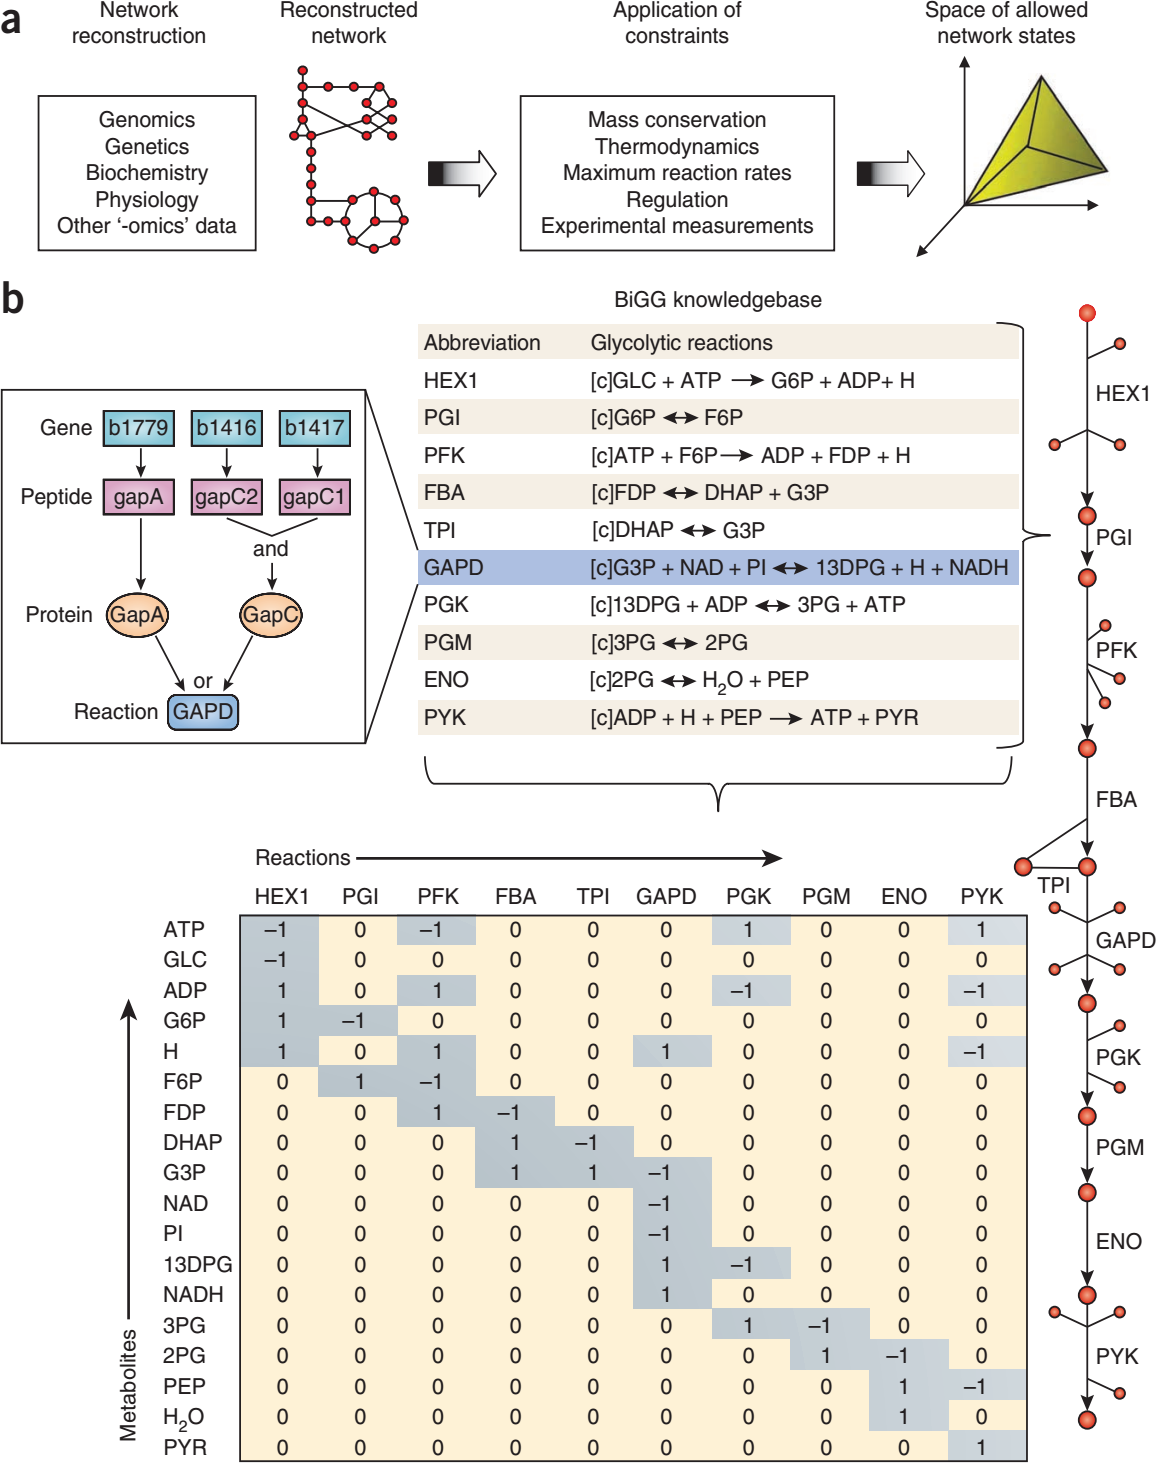 a
Network
reconstruction
Reconstructed
network
Application of
constraints
Space of allowed
network states
Genomics
Genetics
Biochemistry
Physiology
Other ‘-omics’ data
Mass conservation
Thermodynamics
Maximum reaction rates
Regulation
Experimental measurements
b
BiGG knowledgebase
Abbreviation Glycolytic reactions
HEX1 [c]GLC + ATP → G6P + ADP+ H
PGI [c]G6P ↔ F6P
PFK [c]ATP + F6P → ADP + FDP + H
FBA [c]FDP ↔ DHAP + G3P
TPI [c]DHAP ↔ G3P
GAPD [c]G3P + NAD + PI ↔ 13DPG + H + NADH
PGK [c]13DPG + ADP ↔ 3PG + ATP
PGM [c]3PG ↔ 2PG
ENO [c]2PG ↔ H₂O + PEP
PYK [c]ADP + H + PEP → ATP + PYR
Gene b1779 b1416 b1417
Peptide gapA gapC2 gapC1
and
Protein GapA GapC
or
Reaction GAPD
HEX1
PGI
PFK
FBA
TPI
GAPD
PGK
PGM
ENO
PYK
Reactions
HEX1 PGI PFK FBA TPI GAPD PGK PGM ENO PYK
ATP –1 0 –1 0 0 0 1 0 0 1
GLC –1 0 0 0 0 0 0 0 0 0
ADP 1 0 1 0 0 0 –1 0 0 –1
G6P 1 –1 0 0 0 0 0 0 0 0
H 1 0 1 0 0 1 0 0 0 –1
F6P 0 1 –1 0 0 0 0 0 0 0
FDP 0 0 1 –1 0 0 0 0 0 0
DHAP 0 0 0 1 –1 0 0 0 0 0
G3P 0 0 0 1 1 –1 0 0 0 0
NAD 0 0 0 0 0 –1 0 0 0 0
PI 0 0 0 0 0 –1 0 0 0 0
13DPG 0 0 0 0 0 1 –1 0 0 0
NADH 0 0 0 0 0 1 0 0 0 0
3PG 0 0 0 0 0 0 1 –1 0 0
2PG 0 0 0 0 0 0 0 1 –1 0
PEP 0 0 0 0 0 0 0 0 1 –1
H₂O 0 0 0 0 0 0 0 0 1 0
PYR 0 0 0 0 0 0 0 0 0 1
Metabolites